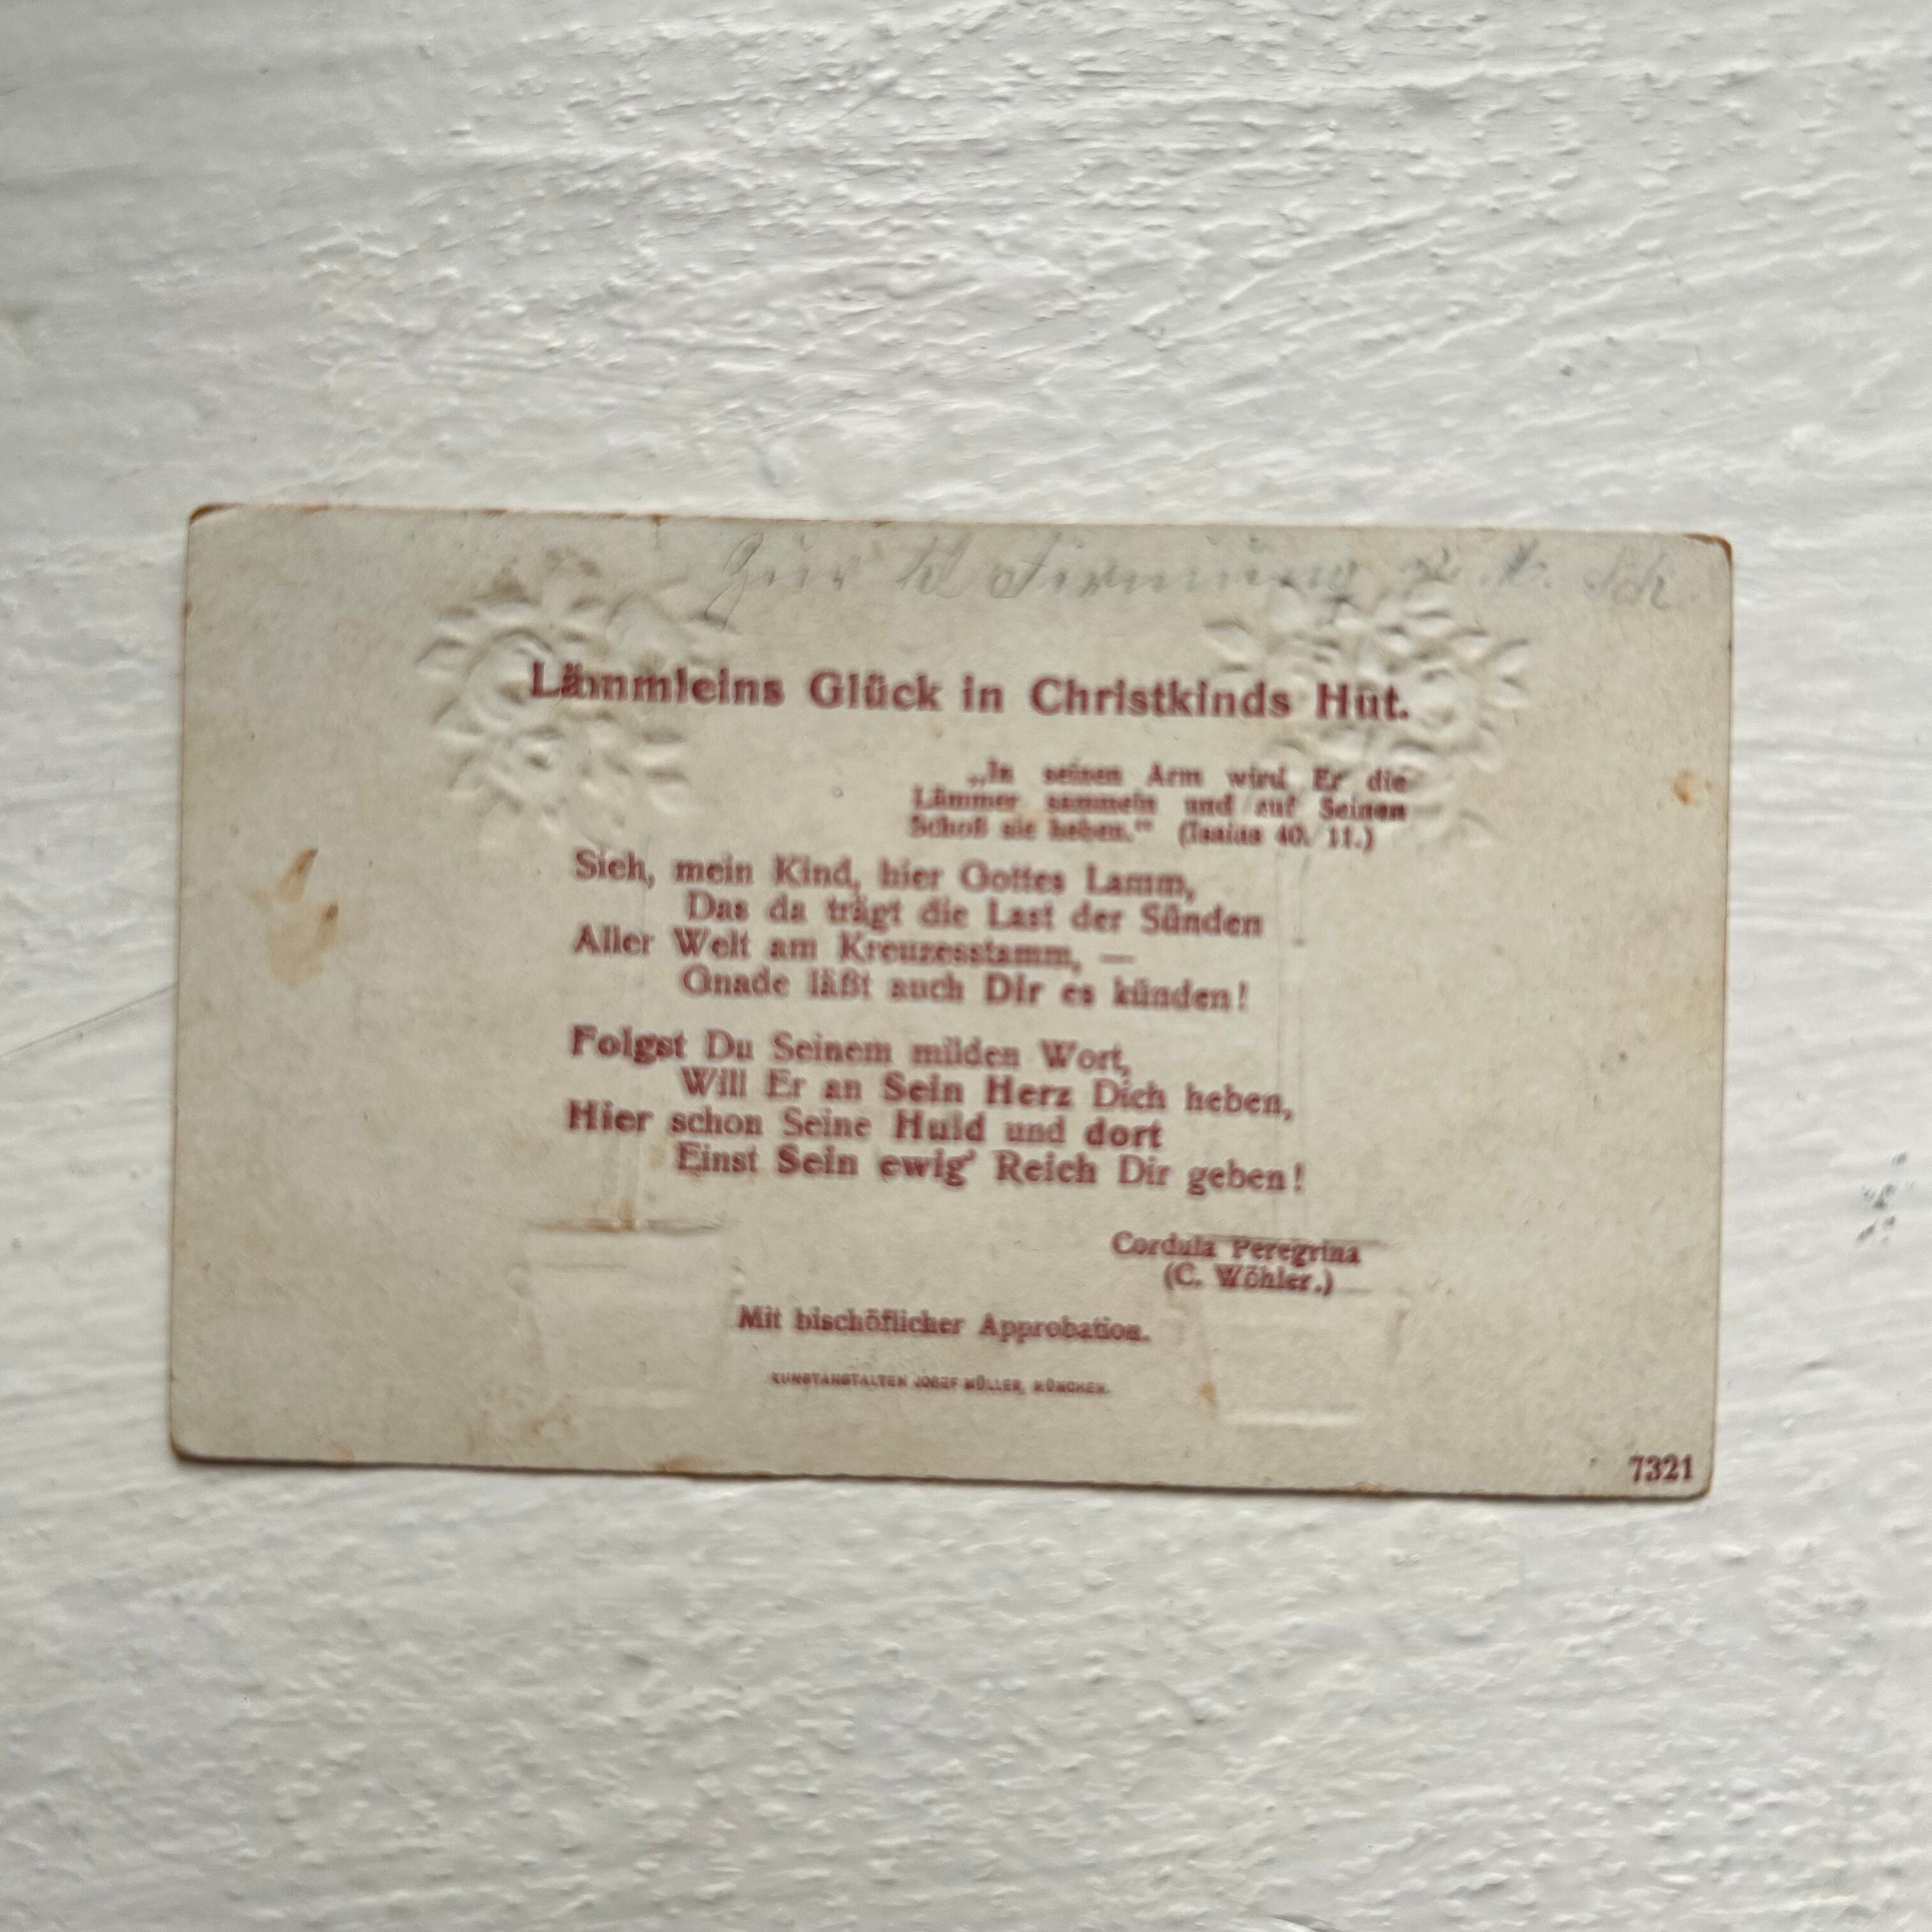 Zur hl. Firmung
Lämmleins Glück in Christkinds Hut.
„In seinen Arm wird Er die
Lämmer sammeln und auf Seinen
Schoß sie heben." (Isaias 40. 11.)
Sieh, mein Kind, hier Gottes Lamm,
Das da trägt die Last der Sünden
Aller Welt am Kreuzesstamm, —
Gnade läßt auch Dir es künden!
Folgst Du Seinem milden Wort,
Will Er an Sein Herz Dich heben,
Hier schon Seine Huld und dort
Einst Sein ewig' Reich Dir geben!
Cordula Peregrina
(C. Wöhler.)
Mit bischöflicher Approbation.
KUNSTANSTALTEN JOSEF MÜLLER, MÜNCHEN.
7321